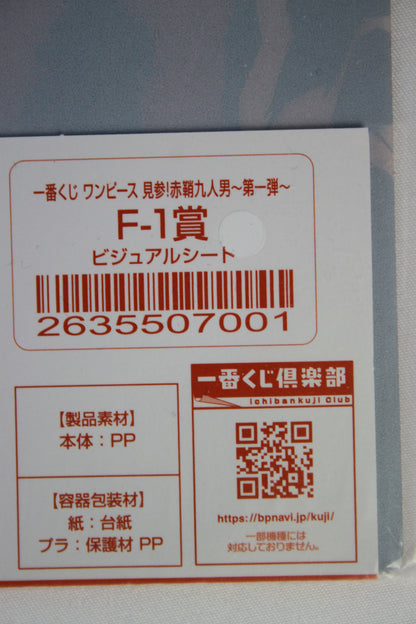 一番くじ ワンピース 見参!赤鞘九人男～第一弾～
F-1賞
ビジュアルシート
2635507001
【製品素材】
本体：PP
【容器包装材】
紙：台紙
プラ：保護材 PP
一番くじ倶楽部
ichibankuji Club
https://bpnavi.jp/kuji/
一部機種には
対応しておりません。